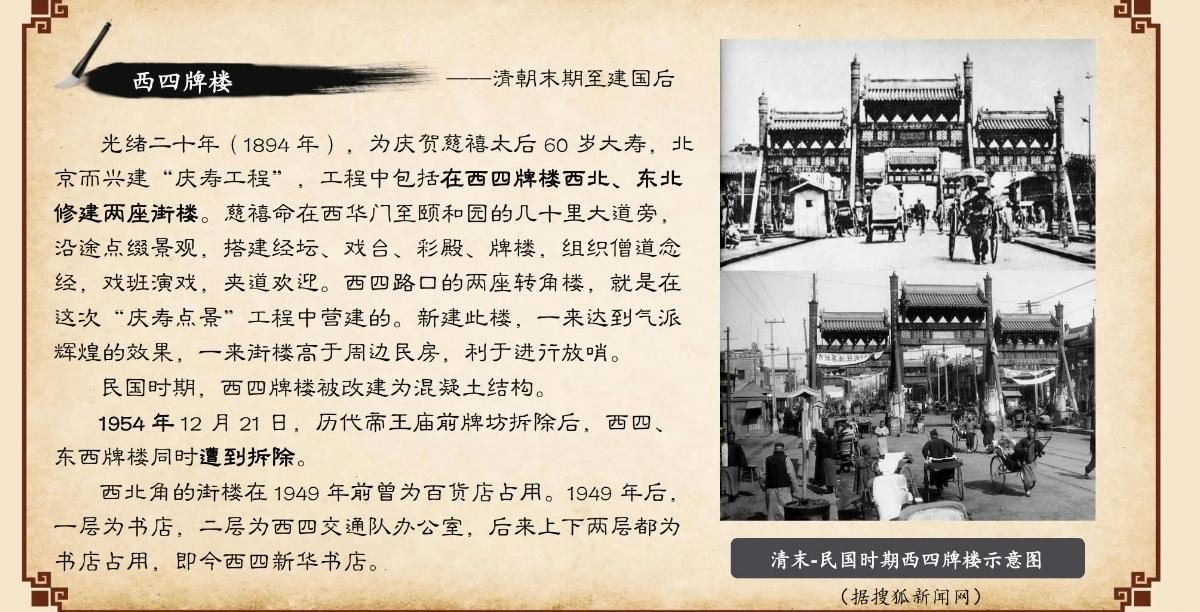 西四牌楼
——清朝末期至建国后
光绪二十年（1894 年），为庆贺慈禧太后 60 岁大寿，北
京而兴建“庆寿工程”，工程中包括在西四牌楼西北、东北
修建两座街楼。慈禧命在西华门至颐和园的几十里大道旁，
沿途点缀景观，搭建经坛、戏台、彩殿、牌楼，组织僧道念
经，戏班演戏，夹道欢迎。西四路口的两座转角楼，就是在
这次“庆寿点景”工程中营建的。新建此楼，一来达到气派
辉煌的效果，一来街楼高于周边民房，利于进行放哨。
民国时期，西四牌楼被改建为混凝土结构。
1954 年 12 月 21 日，历代帝王庙前牌坊拆除后，西四、
东西牌楼同时遭到拆除。
西北角的街楼在 1949 年前曾为百货店占用。1949 年后，
一层为书店，二层为西四交通队办公室，后来上下两层都为
书店占用，即今西四新华书店。
清末-民国时期西四牌楼示意图
（据搜狐新闻网）